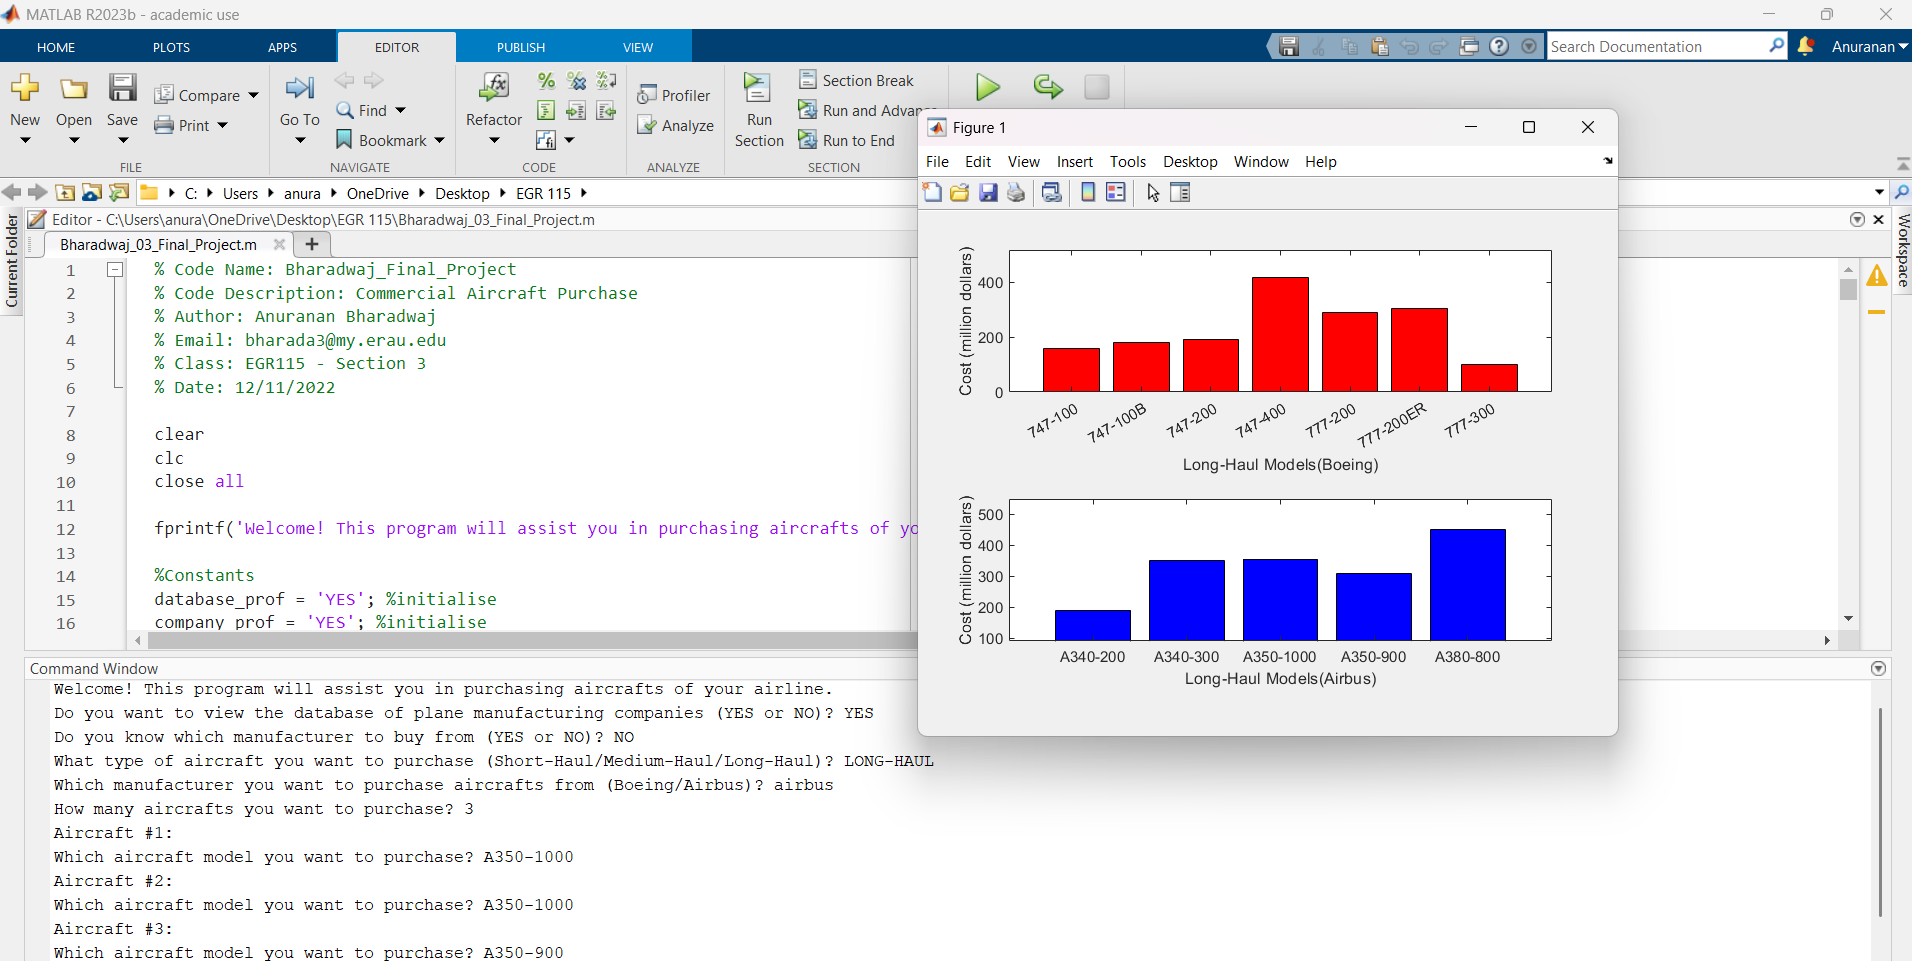 MATLAB R2023b - academic use
HOME PLOTS APPS EDITOR PUBLISH VIEW
Search Documentation
Anuranan
New Open Save Compare Print
Go To Find Bookmark
Refactor
Profiler Analyze
Run Section
Section Break
Run and Advan
Run to End
FILE NAVIGATE CODE ANALYZE SECTION
C: Users anura OneDrive Desktop EGR 115
Current Folder
Workspace
Editor - C:\Users\anura\OneDrive\Desktop\EGR 115\Bharadwaj_03_Final_Project.m
Bharadwaj_03_Final_Project.m
1 % Code Name: Bharadwaj_Final_Project
2 % Code Description: Commercial Aircraft Purchase
3 % Author: Anuranan Bharadwaj
4 % Email: bharada3@my.erau.edu
5 % Class: EGR115 - Section 3
6 % Date: 12/11/2022
7
8 clear
9 clc
10 close all
11
12 fprintf('Welcome! This program will assist you in purchasing aircrafts of yo
13
14 %Constants
15 database_prof = 'YES'; %initialise
16 company_prof = 'YES'; %initialise
Command Window
Welcome! This program will assist you in purchasing aircrafts of your airline.
Do you want to view the database of plane manufacturing companies (YES or NO)? YES
Do you know which manufacturer to buy from (YES or NO)? NO
What type of aircraft you want to purchase (Short-Haul/Medium-Haul/Long-Haul)? LONG-HAUL
Which manufacturer you want to purchase aircrafts from (Boeing/Airbus)? airbus
How many aircrafts you want to purchase? 3
Aircraft #1:
Which aircraft model you want to purchase? A350-1000
Aircraft #2:
Which aircraft model you want to purchase? A350-1000
Aircraft #3:
Which aircraft model you want to purchase? A350-900
Figure 1
File Edit View Insert Tools Desktop Window Help
Cost (million dollars)
400
200
0
747-100 747-100B 747-200 747-400 777-200 777-200ER 777-300
Long-Haul Models(Boeing)
Cost (million dollars)
500
400
300
200
100
A340-200 A340-300 A350-1000 A350-900 A380-800
Long-Haul Models(Airbus)